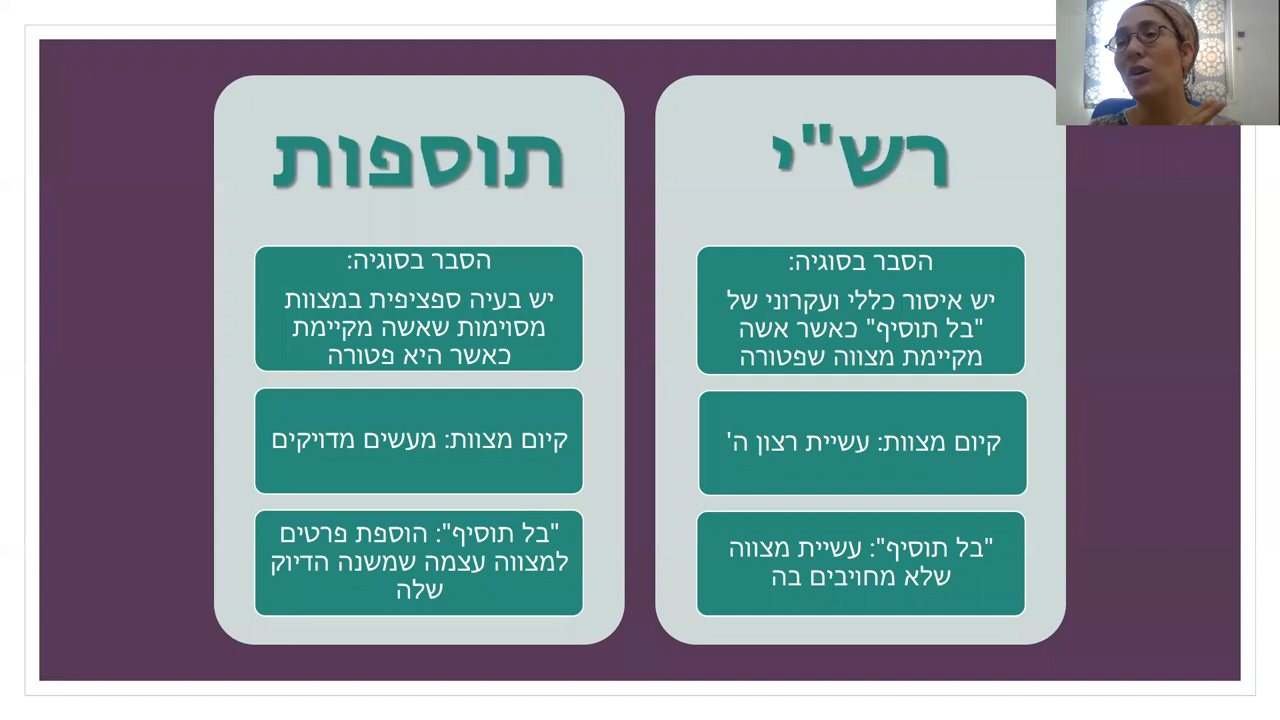 רש"י
הסבר בסוגיה:
יש איסור כללי ועקרוני של
"בל תוסיף" כאשר אשה
מקיימת מצווה שפטורה
קיום מצוות: עשיית רצון ה'
"בל תוסיף": עשיית מצווה
שלא מחויבים בה
תוספות
הסבר בסוגיה:
יש בעיה ספציפית במצוות
מסוימות שאשה מקיימת
כאשר היא פטורה
קיום מצוות: מעשים מדויקים
"בל תוסיף": הוספת פרטים
למצווה עצמה שמשנה הדיוק
שלה